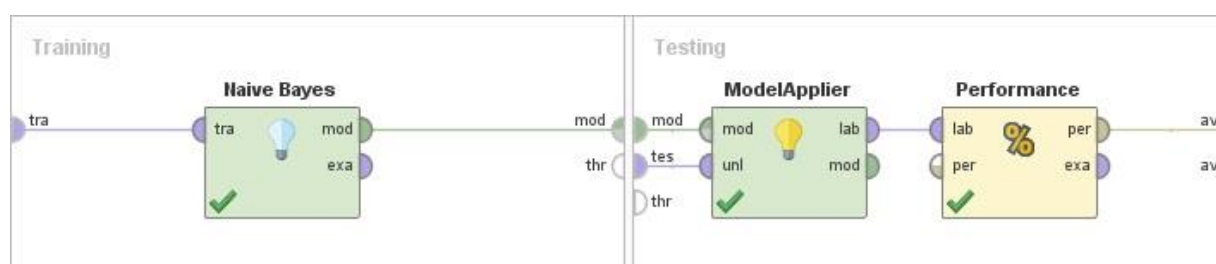 Training
Testing
Naive Bayes
ModelApplier
Performance
tra
tra
mod
mod
mod
mod
lab
lab
per
av
exa
thr
tes
unl
mod
per
exa
av
thr